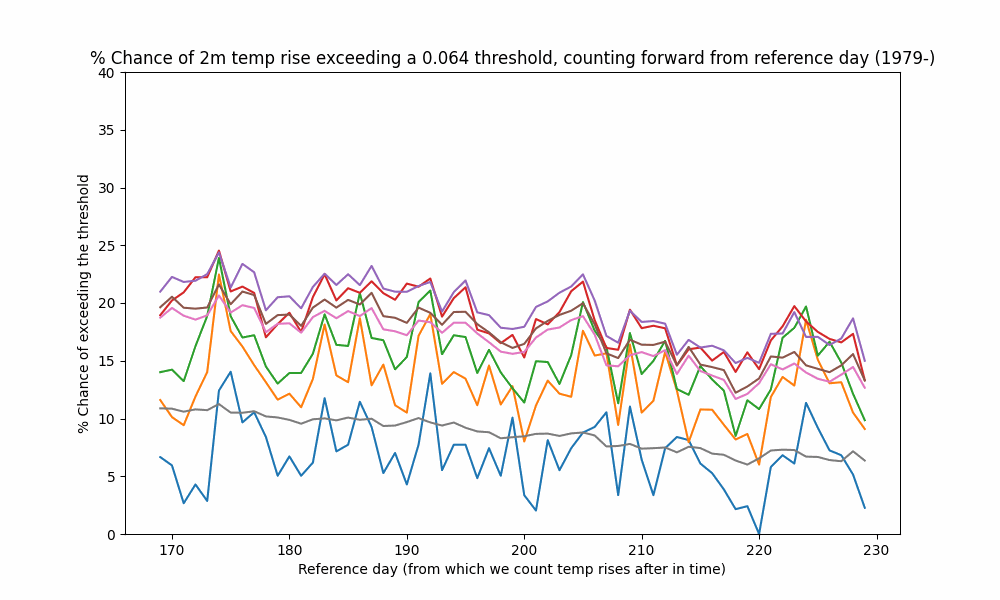 % Chance of 2m temp rise exceeding a 0.064 threshold, counting forward from reference day (1979-)
40
35
30
25
20
15
10
5
0
% Chance of exceeding the threshold
170 180 190 200 210 220 230
Reference day (from which we count temp rises after in time)